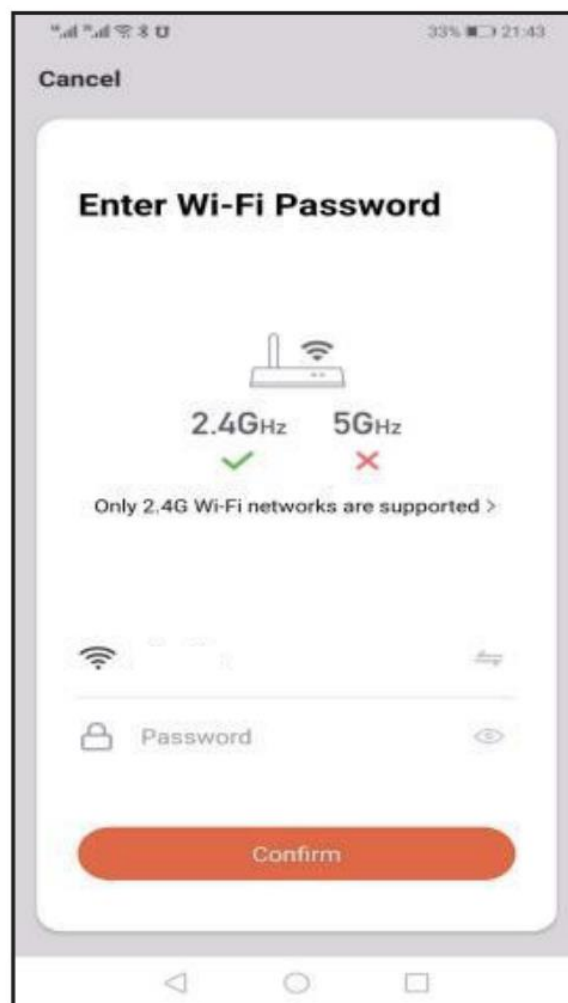 33% 21:43
Cancel
Enter Wi-Fi Password
2.4GHz 5GHz
Only 2.4G Wi-Fi networks are supported >
Password
Confirm